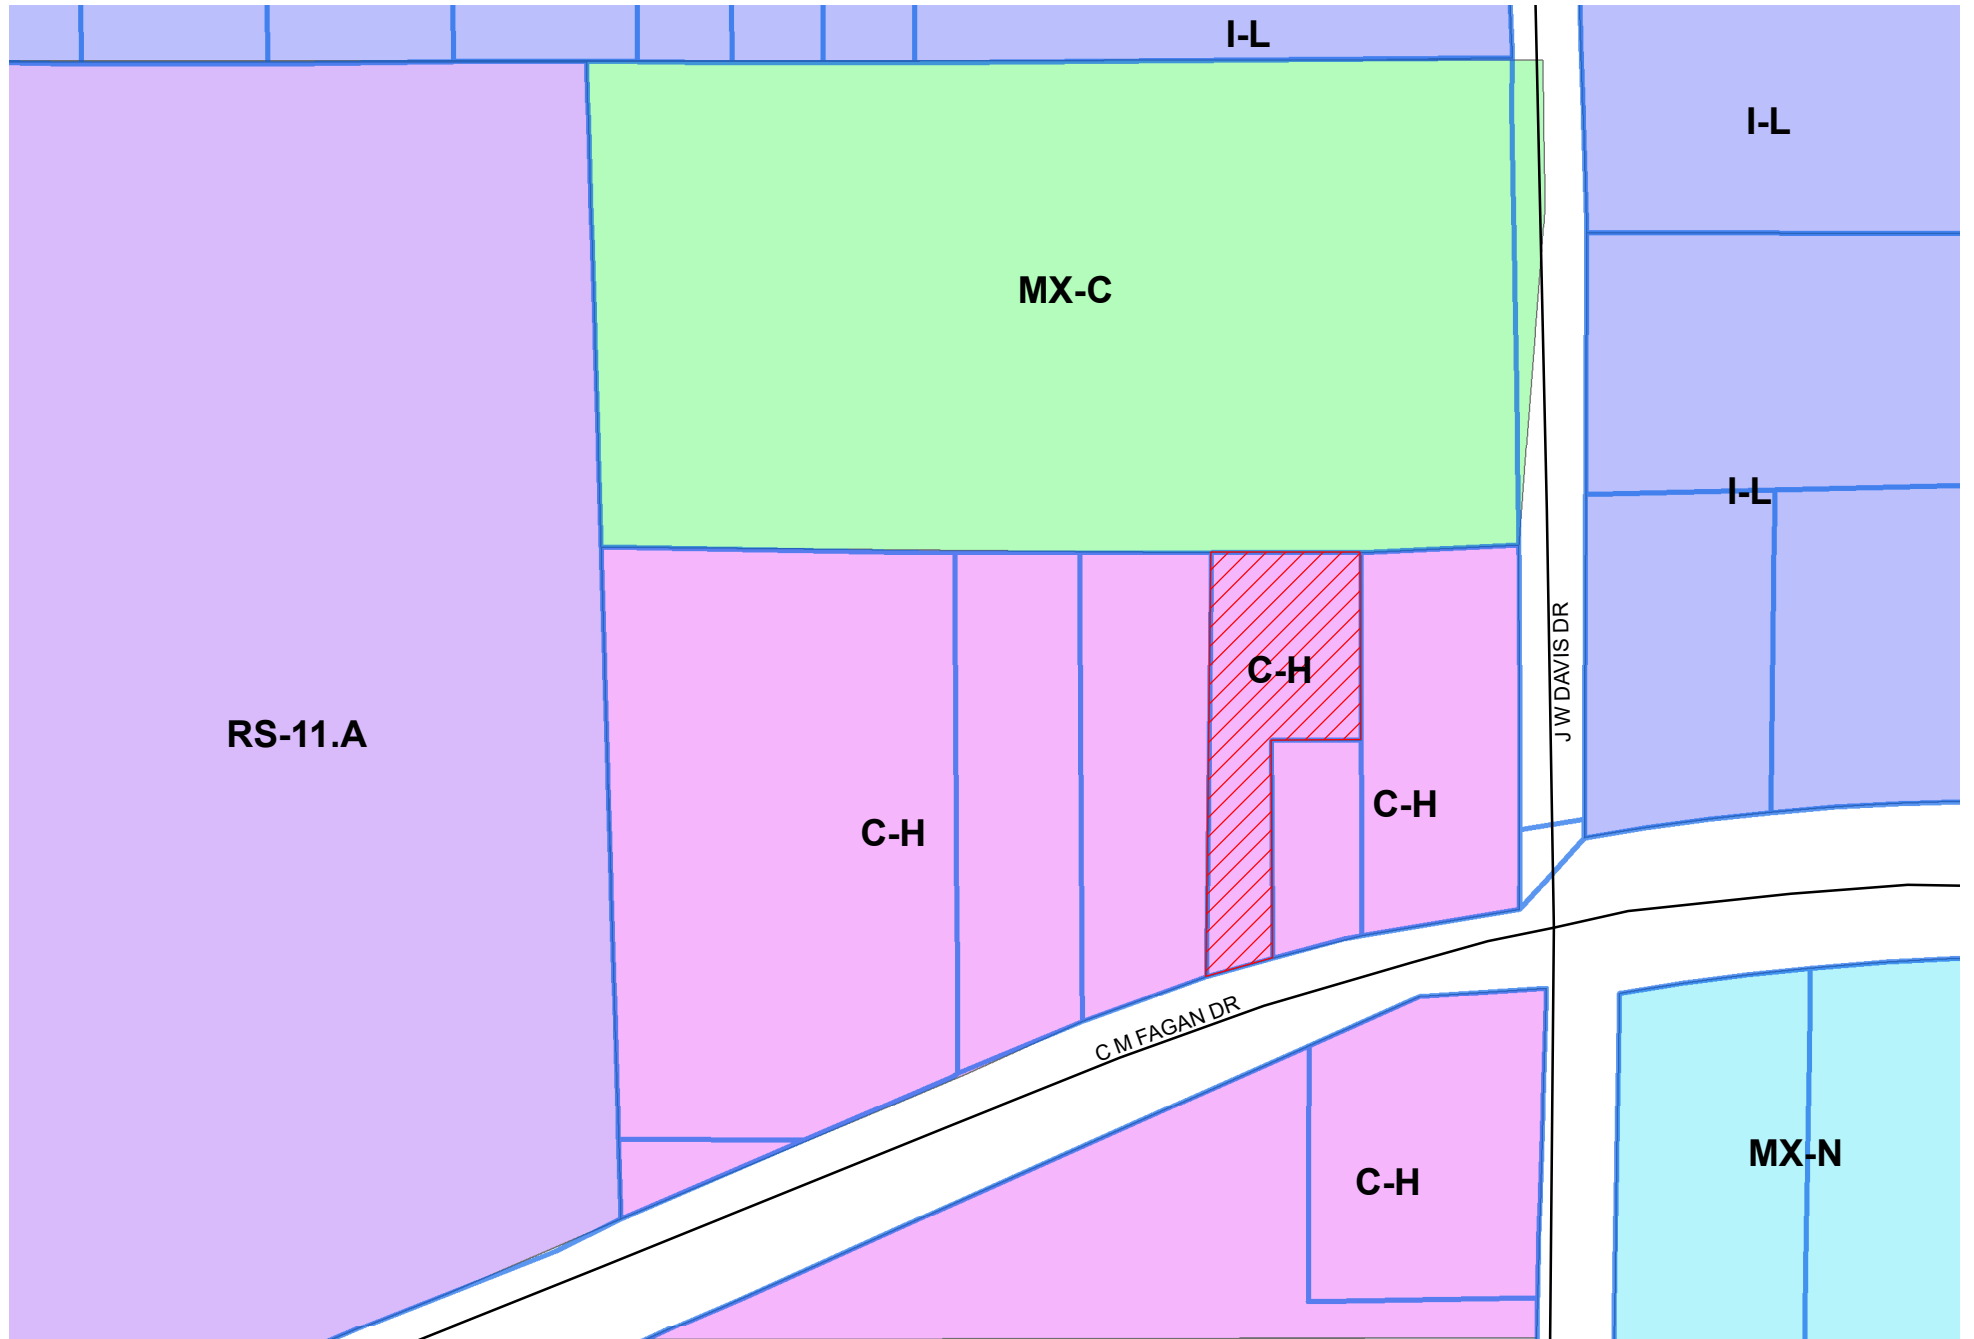 I-L
I-L
MX-C
I-L
J W DAVIS DR
C-H
RS-11.A
C-H
C-H
C M FAGAN DR
MX-N
C-H